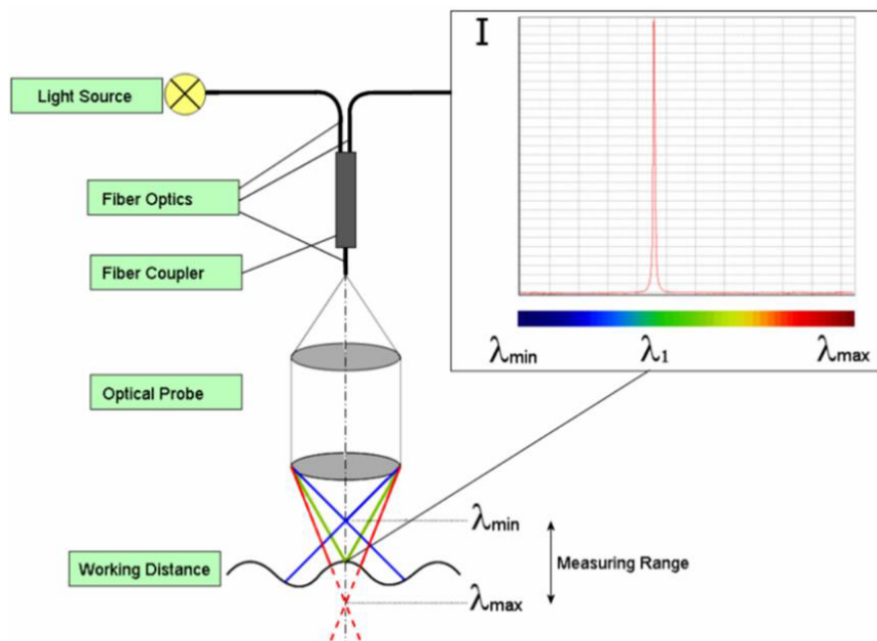 I
Light Source
Fiber Optics
Fiber Coupler
λmin
λ1
λmax
Optical Probe
λmin
Working Distance
Measuring Range
λmax